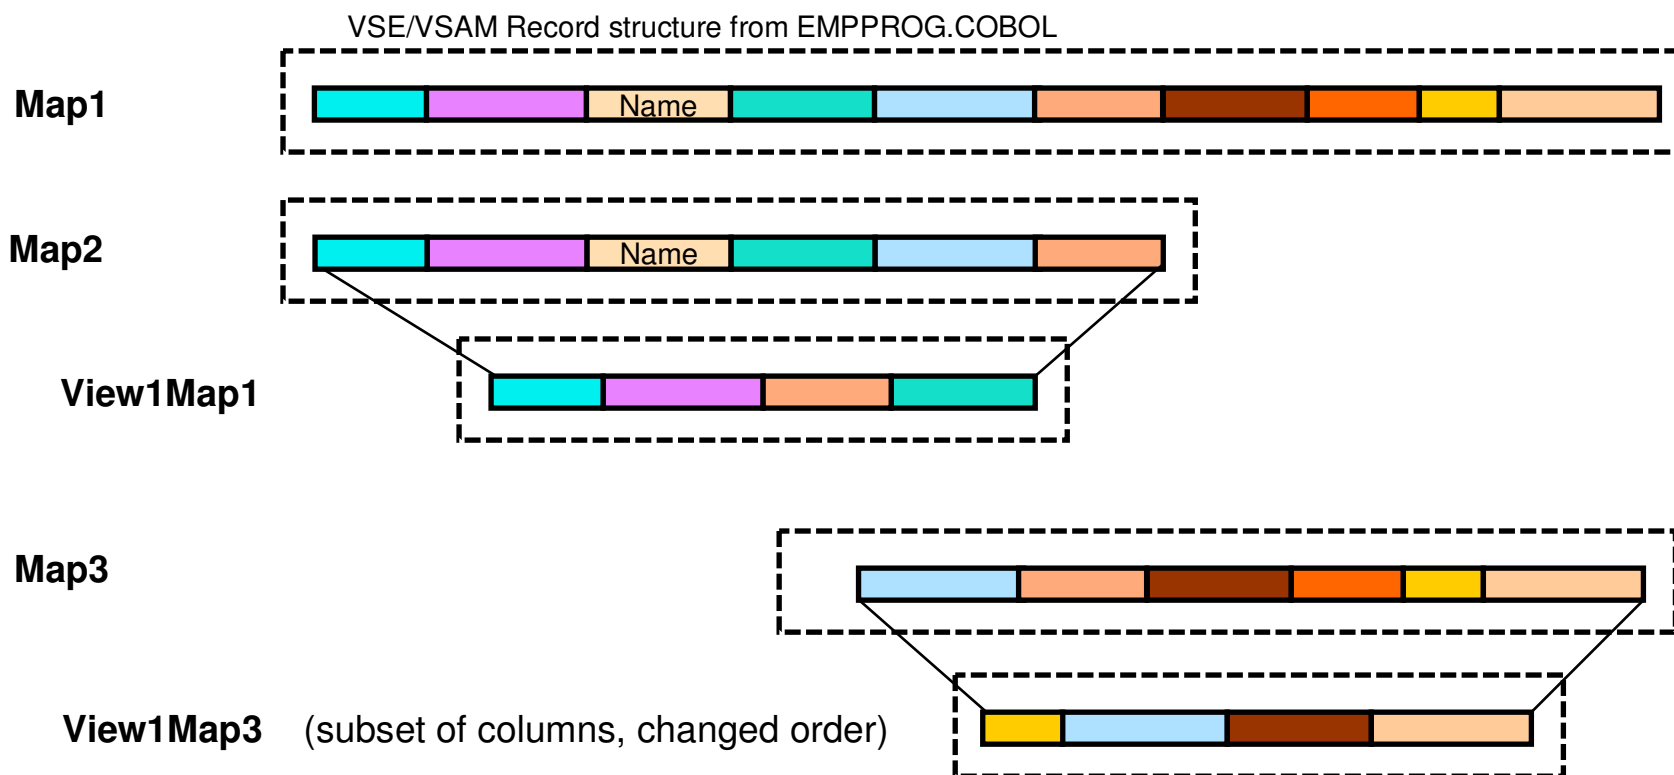 VSE/VSAM Record structure from EMPPROG.COBOL
Map1
Name
Map2
Name
View1Map1
Map3
View1Map3 (subset of columns, changed order)